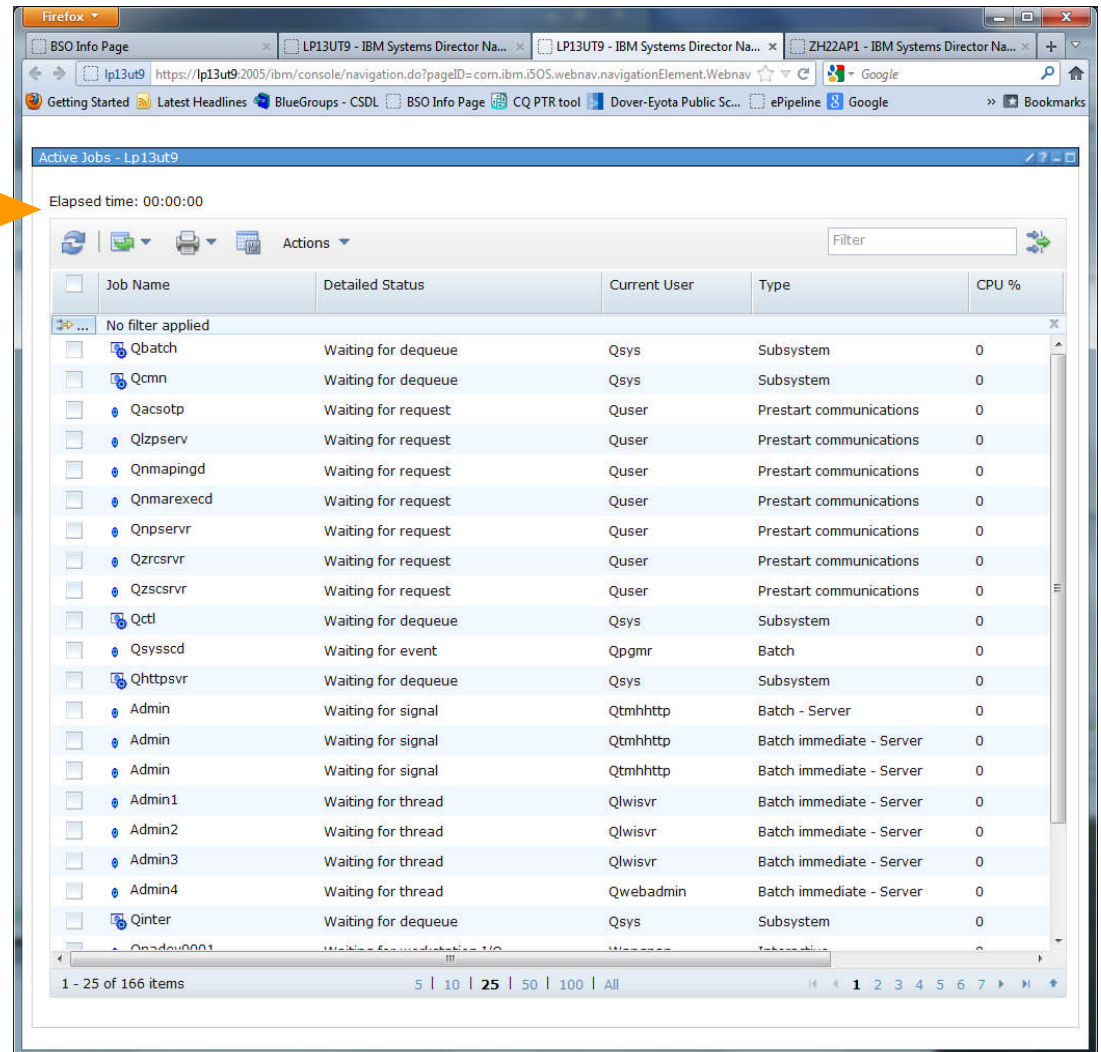 Firefox
BSO Info Page
LP13UT9 - IBM Systems Director Na...
LP13UT9 - IBM Systems Director Na...
ZH22AP1 - IBM Systems Director Na...
lp13ut9 https://lp13ut9:2005/ibm/console/navigation.do?pageID=com.ibm.i5OS.webnav.navigationElement.Webnav
Google
Getting Started Latest Headlines BlueGroups - CSDL BSO Info Page CQ PTR tool Dover-Eyota Public Sc... ePipeline Google » Bookmarks
Active Jobs - Lp13ut9
Elapsed time: 00:00:00
Actions Filter
Job Name Detailed Status Current User Type CPU %
... No filter applied
Qbatch Waiting for dequeue Qsys Subsystem 0
Qcmn Waiting for dequeue Qsys Subsystem 0
Qacsotp Waiting for request Quser Prestart communications 0
Qlzpserv Waiting for request Quser Prestart communications 0
Qnmapingd Waiting for request Quser Prestart communications 0
Qnmarexecd Waiting for request Quser Prestart communications 0
Qnpservr Waiting for request Quser Prestart communications 0
Qzrcsrvr Waiting for request Quser Prestart communications 0
Qzscsrvr Waiting for request Quser Prestart communications 0
Qctl Waiting for dequeue Qsys Subsystem 0
Qsysscd Waiting for event Qpgmr Batch 0
Qhttpsvr Waiting for dequeue Qsys Subsystem 0
Admin Waiting for signal Qtmhhttp Batch - Server 0
Admin Waiting for signal Qtmhhttp Batch immediate - Server 0
Admin Waiting for signal Qtmhhttp Batch immediate - Server 0
Admin1 Waiting for thread Qlwisvr Batch immediate - Server 0
Admin2 Waiting for thread Qlwisvr Batch immediate - Server 0
Admin3 Waiting for thread Qlwisvr Batch immediate - Server 0
Admin4 Waiting for thread Qwebadmin Batch immediate - Server 0
Qinter Waiting for dequeue Qsys Subsystem 0
Waiting for workstation I/O Interactive 0
1 - 25 of 166 items 5 | 10 | 25 | 50 | 100 | All 1 2 3 4 5 6 7